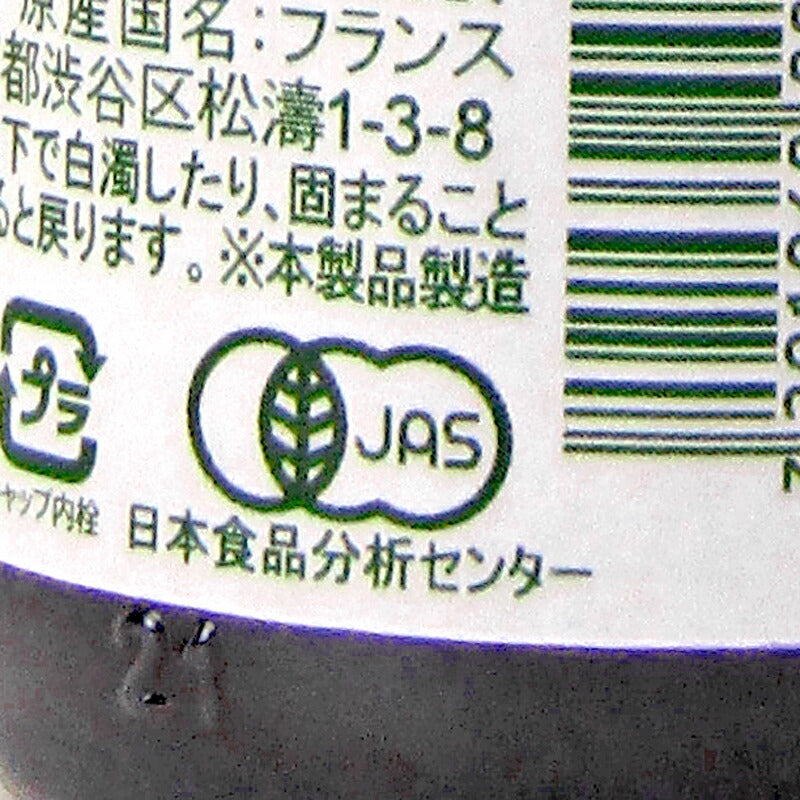 原産国名：フランス
都渋谷区松濤1-3-8
下で白濁したり、固まること
ると戻ります。※本製品製造
プラ
JAS
キャップ内栓
日本食品分析センター